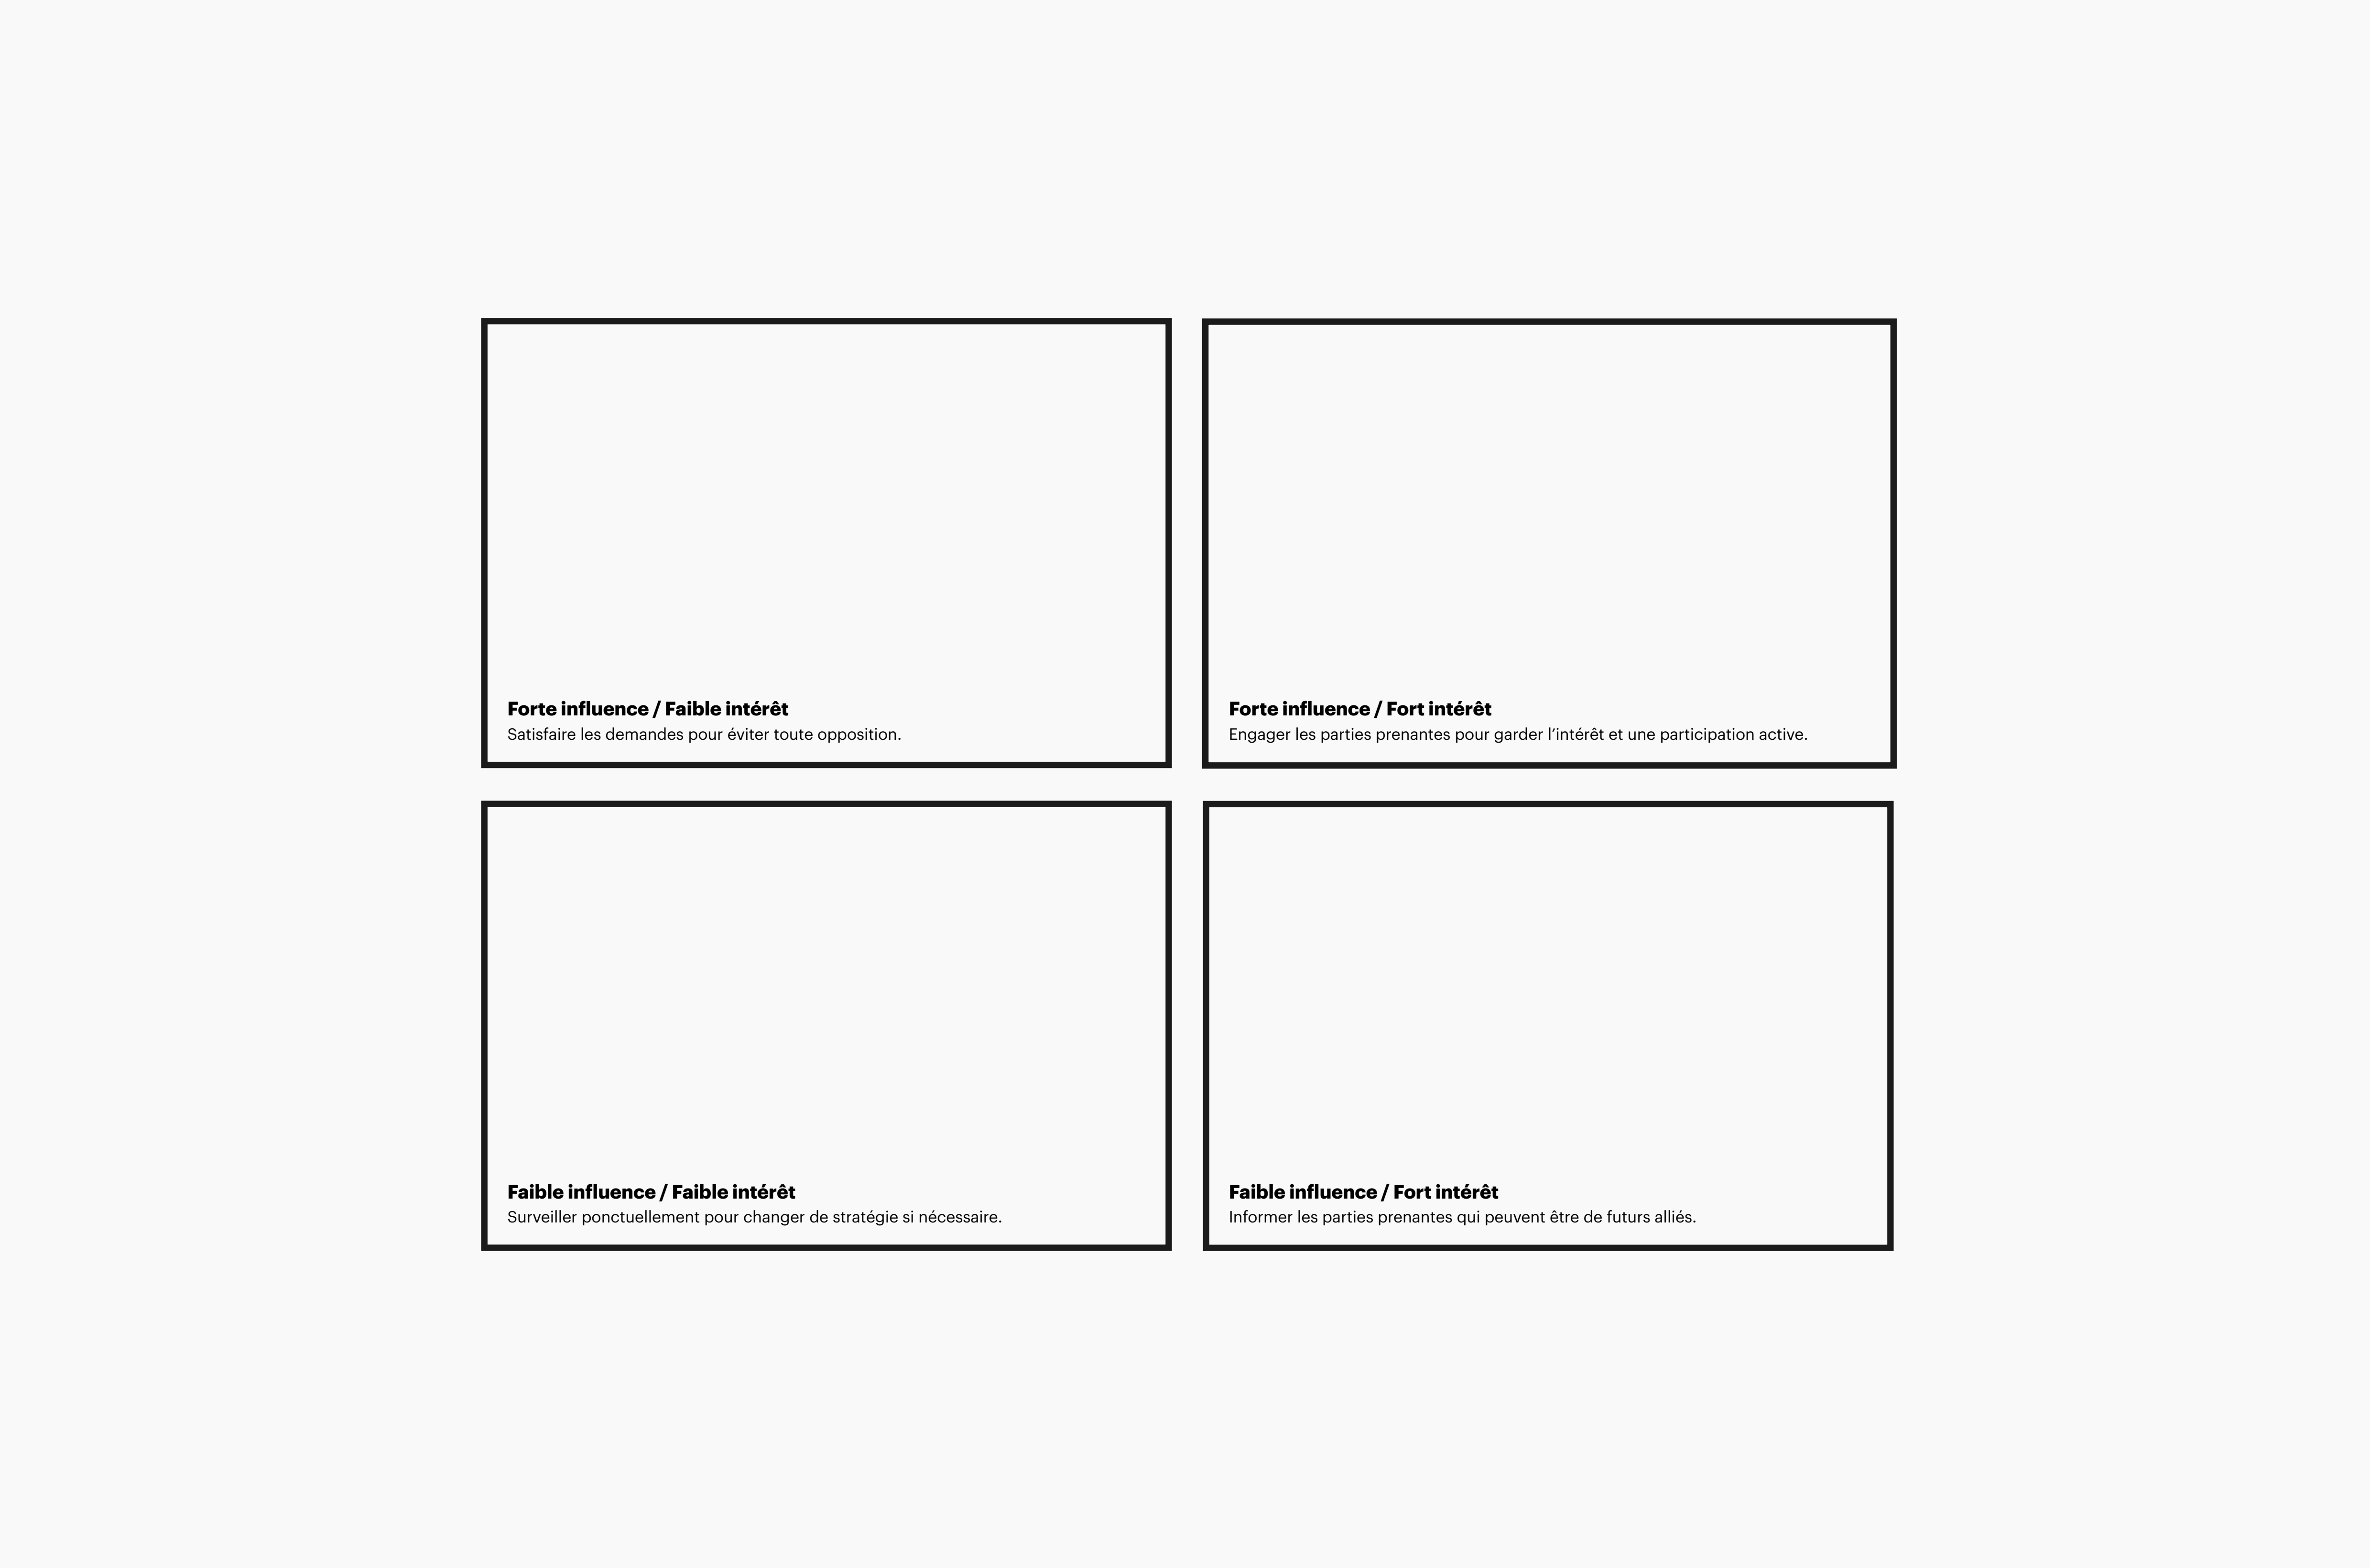 Forte influence / Faible intérêt
Satisfaire les demandes pour éviter toute opposition.
Forte influence / Fort intérêt
Engager les parties prenantes pour garder l’intérêt et une participation active.
Faible influence / Faible intérêt
Surveiller ponctuellement pour changer de stratégie si nécessaire.
Faible influence / Fort intérêt
Informer les parties prenantes qui peuvent être de futurs alliés.